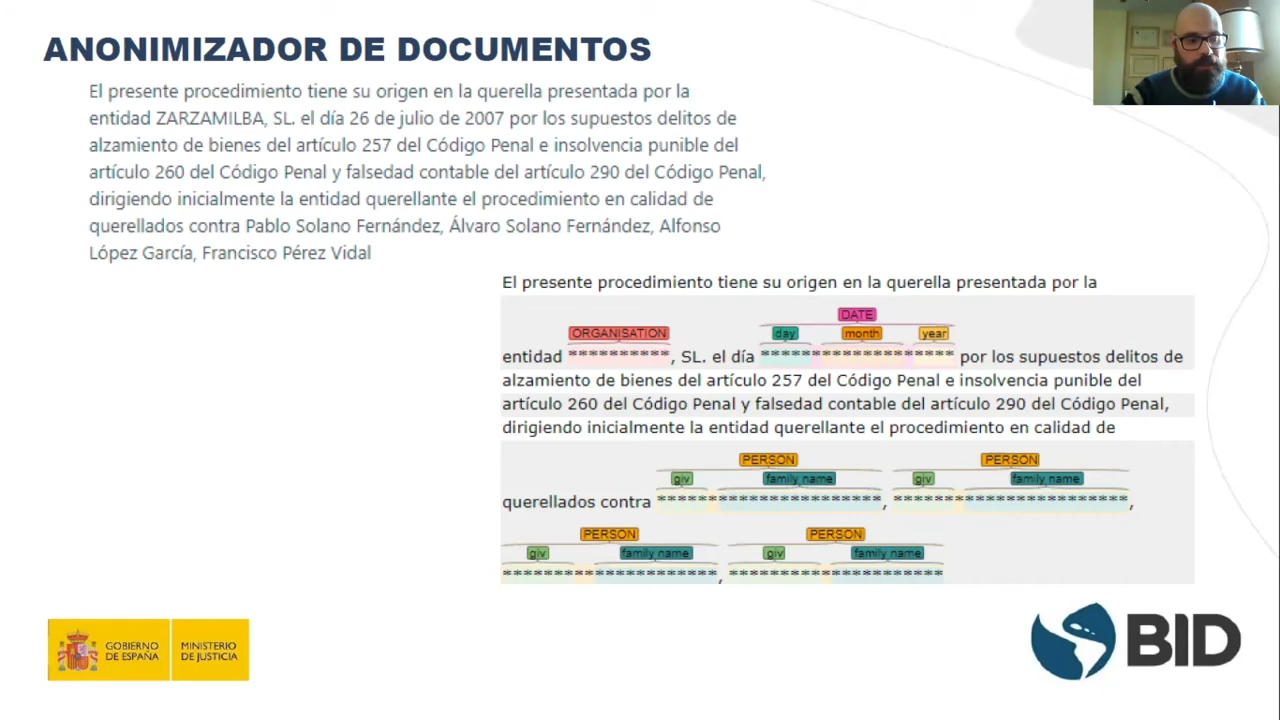 ANONIMIZADOR DE DOCUMENTOS
El presente procedimiento tiene su origen en la querella presentada por la
entidad ZARZAMILBA, SL. el día 26 de julio de 2007 por los supuestos delitos de
alzamiento de bienes del artículo 257 del Código Penal e insolvencia punible del
artículo 260 del Código Penal y falsedad contable del artículo 290 del Código Penal,
dirigiendo inicialmente la entidad querellante el procedimiento en calidad de
querellados contra Pablo Solano Fernández, Álvaro Solano Fernández, Alfonso
López García, Francisco Pérez Vidal
El presente procedimiento tiene su origen en la querella presentada por la
DATE
ORGANISATION day month year
entidad **********, SL. el día ******************* por los supuestos delitos de
alzamiento de bienes del artículo 257 del Código Penal e insolvencia punible del
artículo 260 del Código Penal y falsedad contable del artículo 290 del Código Penal,
dirigiendo inicialmente la entidad querellante el procedimiento en calidad de
PERSON PERSON
giv family name giv family name
querellados contra **********************, ***********************,
PERSON PERSON
giv family name giv family name
*********************, *********************
GOBIERNO DE ESPAÑA
MINISTERIO DE JUSTICIA
BID